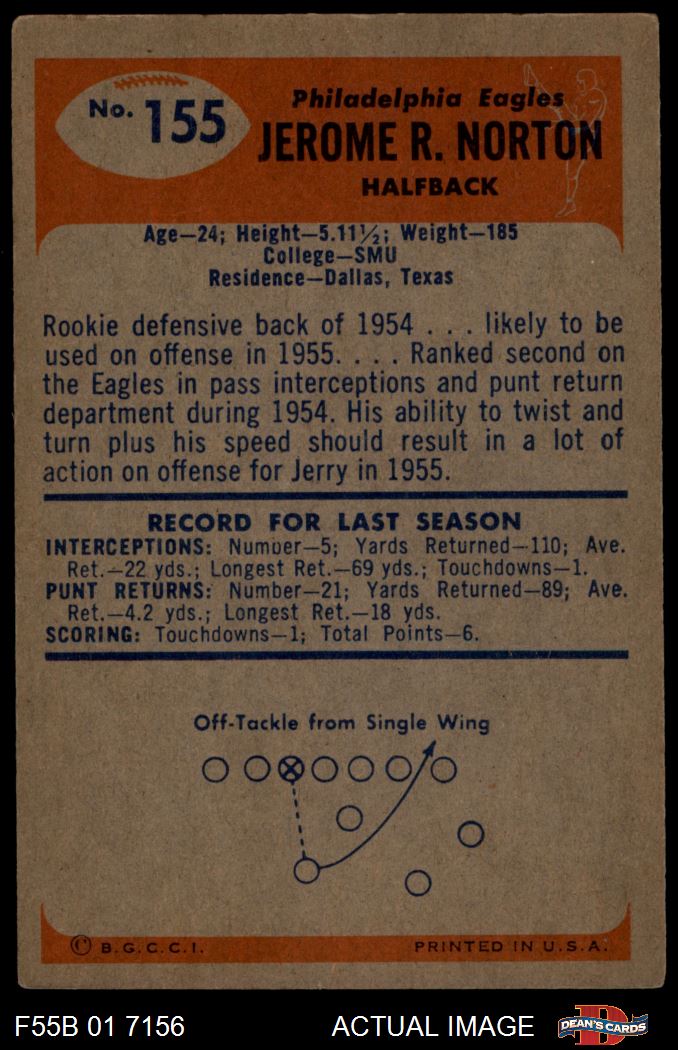 No. 155
Philadelphia Eagles
JEROME R. NORTON
HALFBACK
Age—24; Height—5.11½; Weight—185
College—SMU
Residence—Dallas, Texas
Rookie defensive back of 1954 . . . likely to be
used on offense in 1955. . . . Ranked second on
the Eagles in pass interceptions and punt return
department during 1954. His ability to twist and
turn plus his speed should result in a lot of
action on offense for Jerry in 1955.
RECORD FOR LAST SEASON
INTERCEPTIONS: Number—5; Yards Returned—110; Ave.
Ret.—22 yds.; Longest Ret.—69 yds.; Touchdowns—1.
PUNT RETURNS: Number—21; Yards Returned—89; Ave.
Ret.—4.2 yds.; Longest Ret.—18 yds.
SCORING: Touchdowns—1; Total Points—6.
Off-Tackle from Single Wing
© B.G.C.C.I.
PRINTED IN U.S.A.
F55B 01 7156
ACTUAL IMAGE
D
DEAN'S CARDS